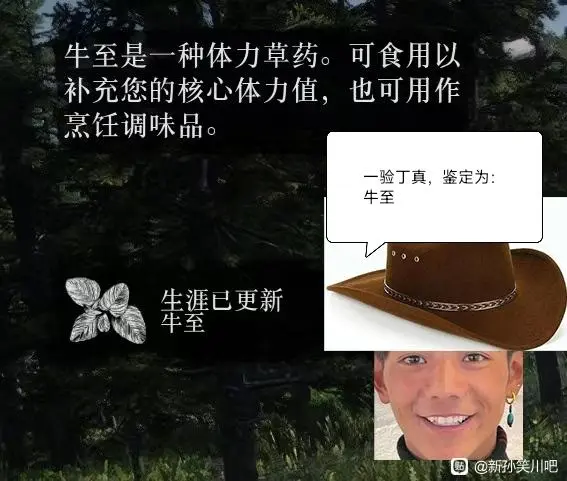 牛至是一种体力草药。可食用以
补充您的核心体力值，也可用作
烹饪调味品。
一验丁真，鉴定为：
牛至
生涯已更新
牛至
贴 @新孙笑川吧